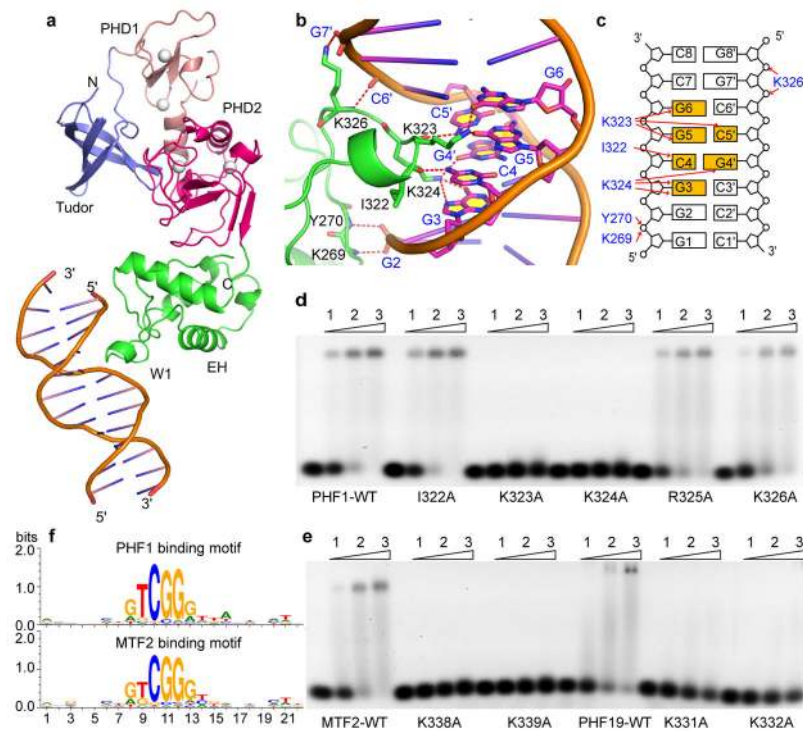 a
PHD1
N
PHD2
Tudor
C
3'
5'
W1
EH
5'
3'
b
G7'
G6
C6'
C5'
K326
K323
G4'
G5
C4
K324
I322
G3
Y270
K269
G2
c
3'
5'
C8 G8'
K326
C7 G7'
G6 C6'
K323
G5 C5'
I322
C4 G4'
K324
G3 C3'
Y270
G2 C2'
K269
G1 C1'
5'
3'
d
1 2 3 1 2 3 1 2 3 1 2 3 1 2 3 1 2 3
PHF1-WT I322A K323A K324A R325A K326A
e
1 2 3 1 2 3 1 2 3 1 2 3 1 2 3 1 2 3
MTF2-WT K338A K339A PHF19-WT K331A K332A
f
bits
PHF1 binding motif
2.0
1.0
0.0
GTCGGA
MTF2 binding motif
2.0
1.0
0.0
GTCGGG
1 3 5 7 9 11 13 15 17 19 21